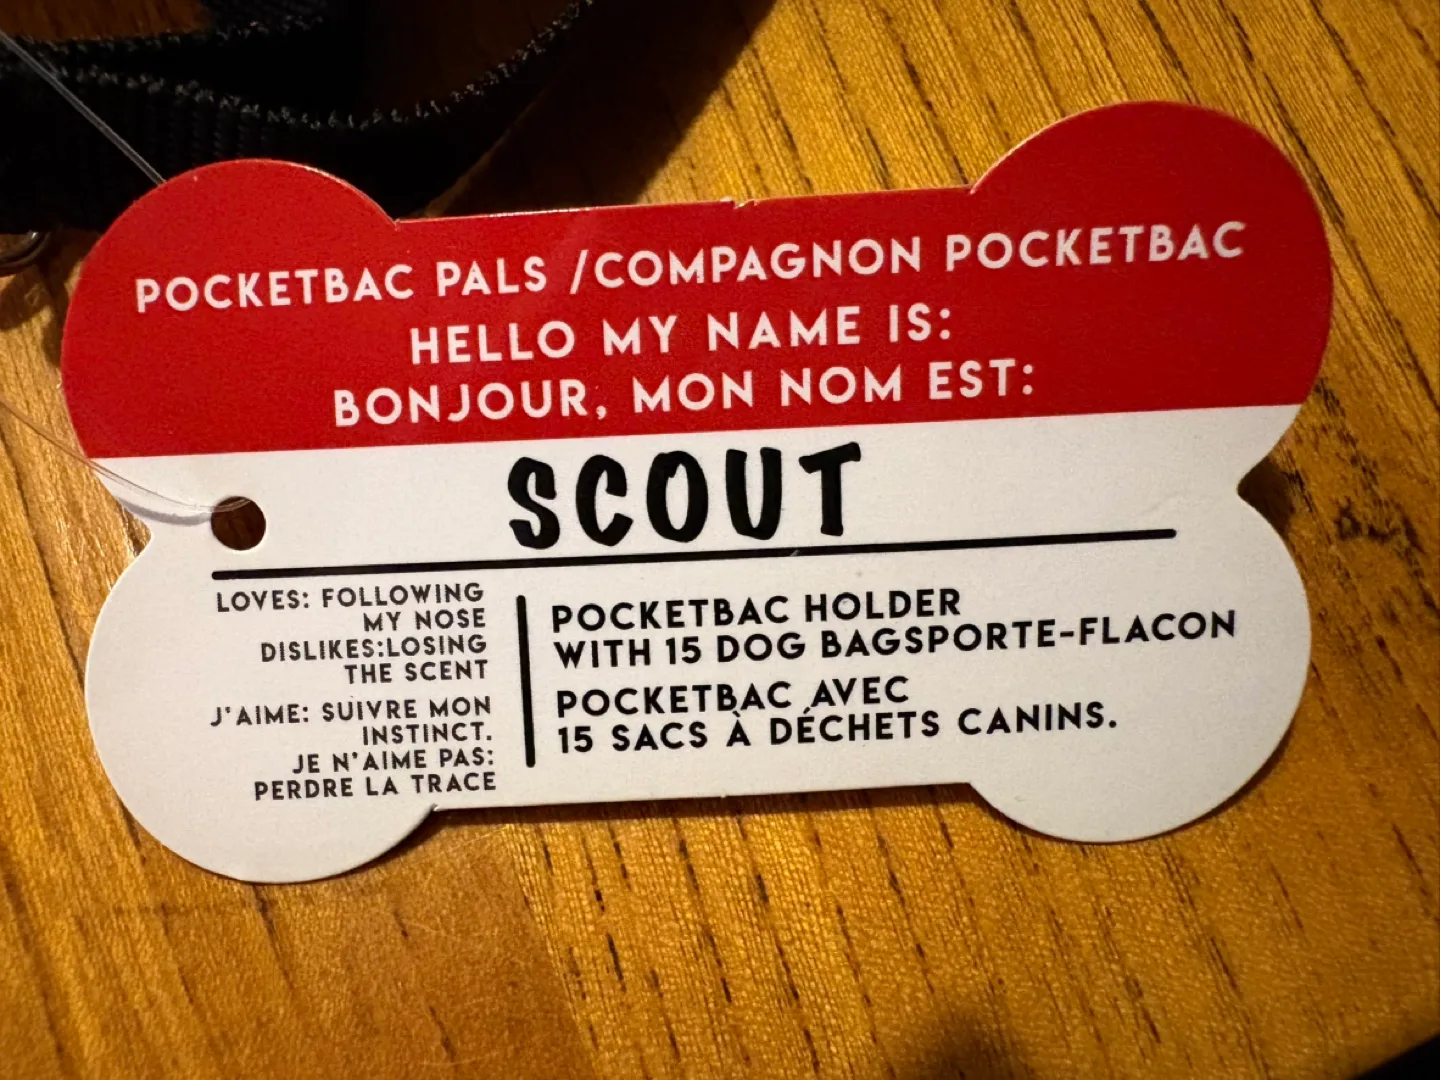 POCKETBAC PALS /COMPAGNON POCKETBAC
HELLO MY NAME IS:
BONJOUR, MON NOM EST:
SCOUT
LOVES: FOLLOWING
MY NOSE
DISLIKES:LOSING
THE SCENT
J'AIME: SUIVRE MON
INSTINCT.
JE N'AIME PAS:
PERDRE LA TRACE
POCKETBAC HOLDER
WITH 15 DOG BAGSPORTE-FLACON
POCKETBAC AVEC
15 SACS À DÉCHETS CANINS.